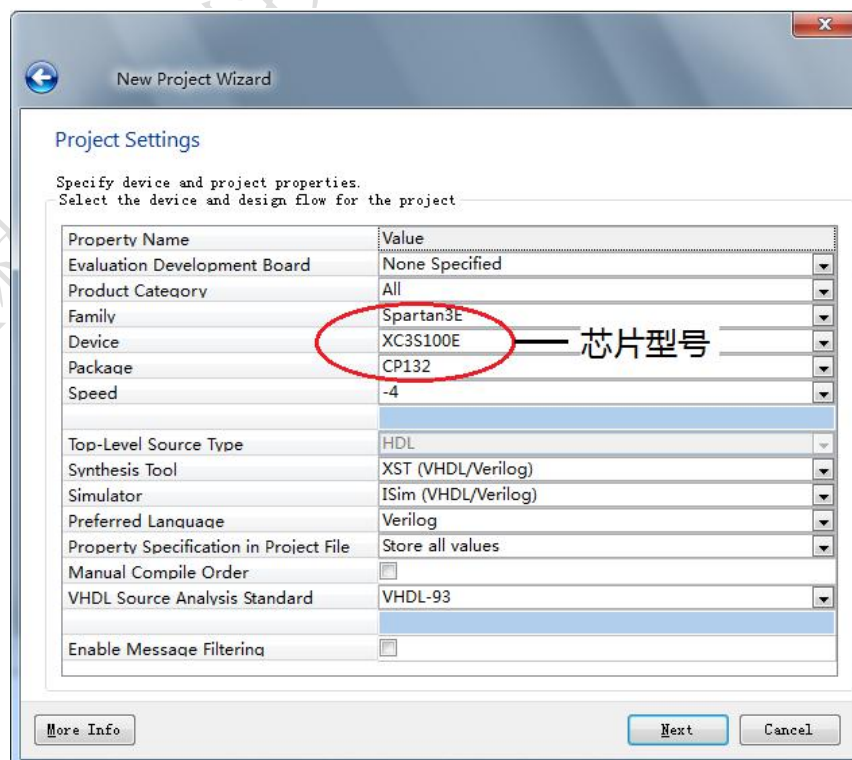 New Project Wizard
Project Settings
Specify device and project properties.
Select the device and design flow for the project
Property Name Value
Evaluation Development Board None Specified
Product Category All
Family Spartan3E
Device XC3S100E
芯片型号
Package CP132
Speed -4
Top-Level Source Type HDL
Synthesis Tool XST (VHDL/Verilog)
Simulator ISim (VHDL/Verilog)
Preferred Language Verilog
Property Specification in Project File Store all values
Manual Compile Order
VHDL Source Analysis Standard VHDL-93
Enable Message Filtering
More Info Next Cancel